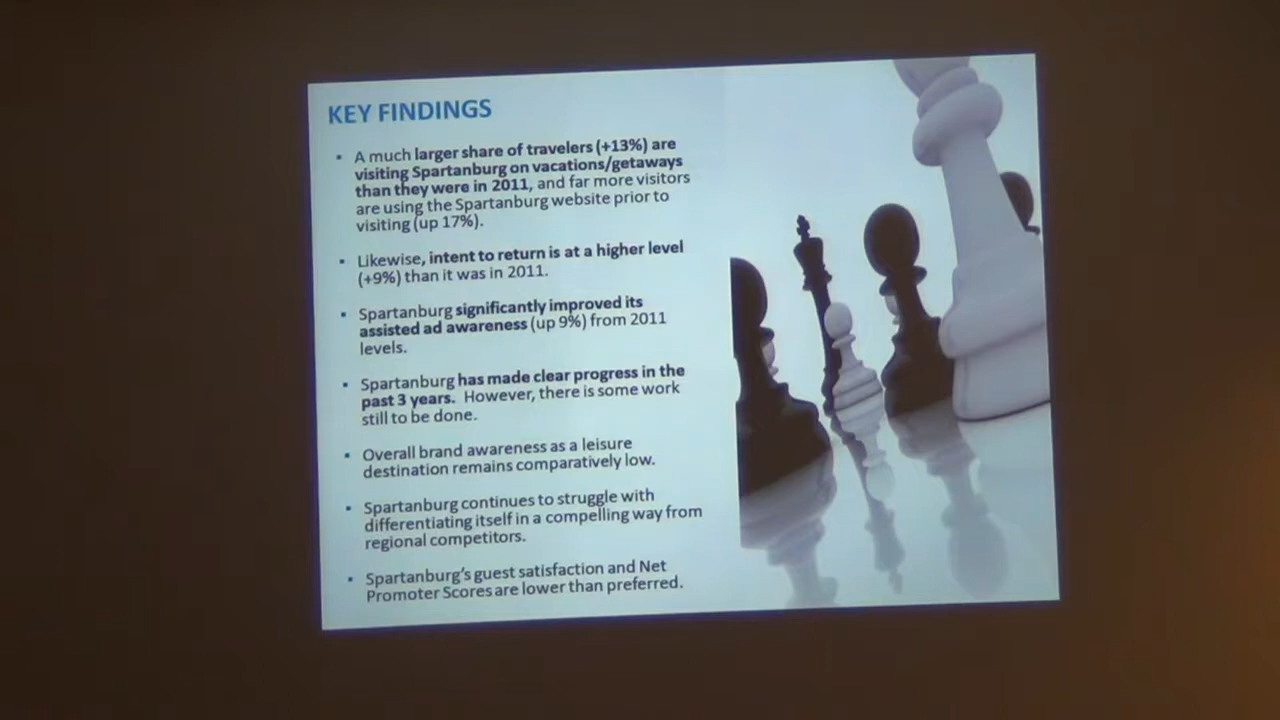 KEY FINDINGS
▪ A much larger share of travelers (+13%) are
visiting Spartanburg on vacations/getaways
than they were in 2011, and far more visitors
are using the Spartanburg website prior to
visiting (up 17%).
▪ Likewise, intent to return is at a higher level
(+9%) than it was in 2011.
▪ Spartanburg significantly improved its
assisted ad awareness (up 9%) from 2011
levels.
▪ Spartanburg has made clear progress in the
past 3 years. However, there is some work
still to be done.
▪ Overall brand awareness as a leisure
destination remains comparatively low.
▪ Spartanburg continues to struggle with
differentiating itself in a compelling way from
regional competitors.
▪ Spartanburg's guest satisfaction and Net
Promoter Scores are lower than preferred.